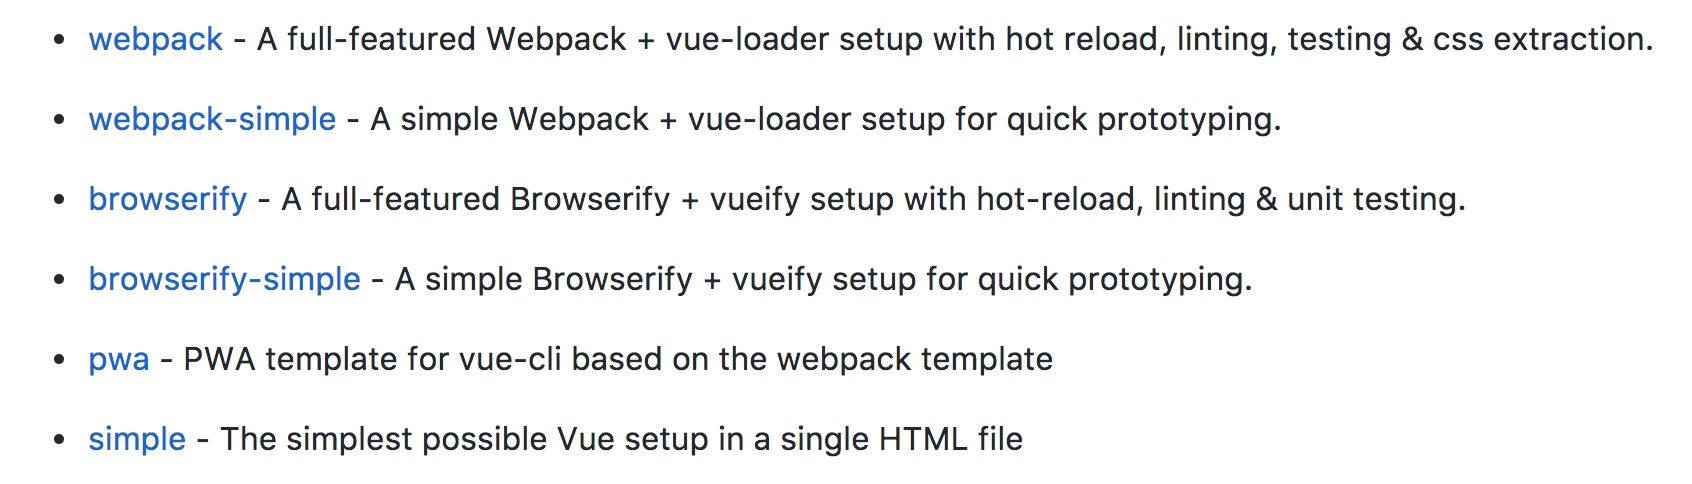 • webpack - A full-featured Webpack + vue-loader setup with hot reload, linting, testing & css extraction.
• webpack-simple - A simple Webpack + vue-loader setup for quick prototyping.
• browserify - A full-featured Browserify + vueify setup with hot-reload, linting & unit testing.
• browserify-simple - A simple Browserify + vueify setup for quick prototyping.
• pwa - PWA template for vue-cli based on the webpack template
• simple - The simplest possible Vue setup in a single HTML file